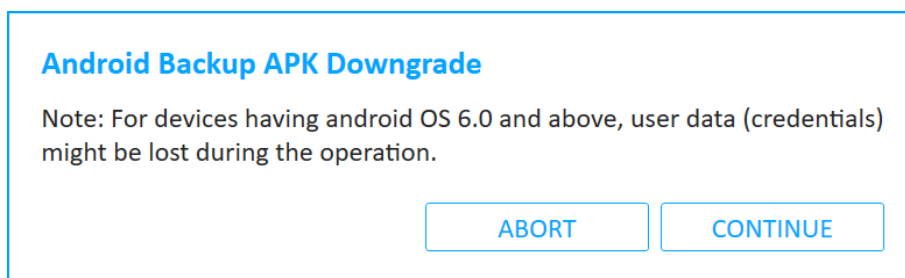 Android Backup APK Downgrade
Note: For devices having android OS 6.0 and above, user data (credentials)
might be lost during the operation.
ABORT CONTINUE